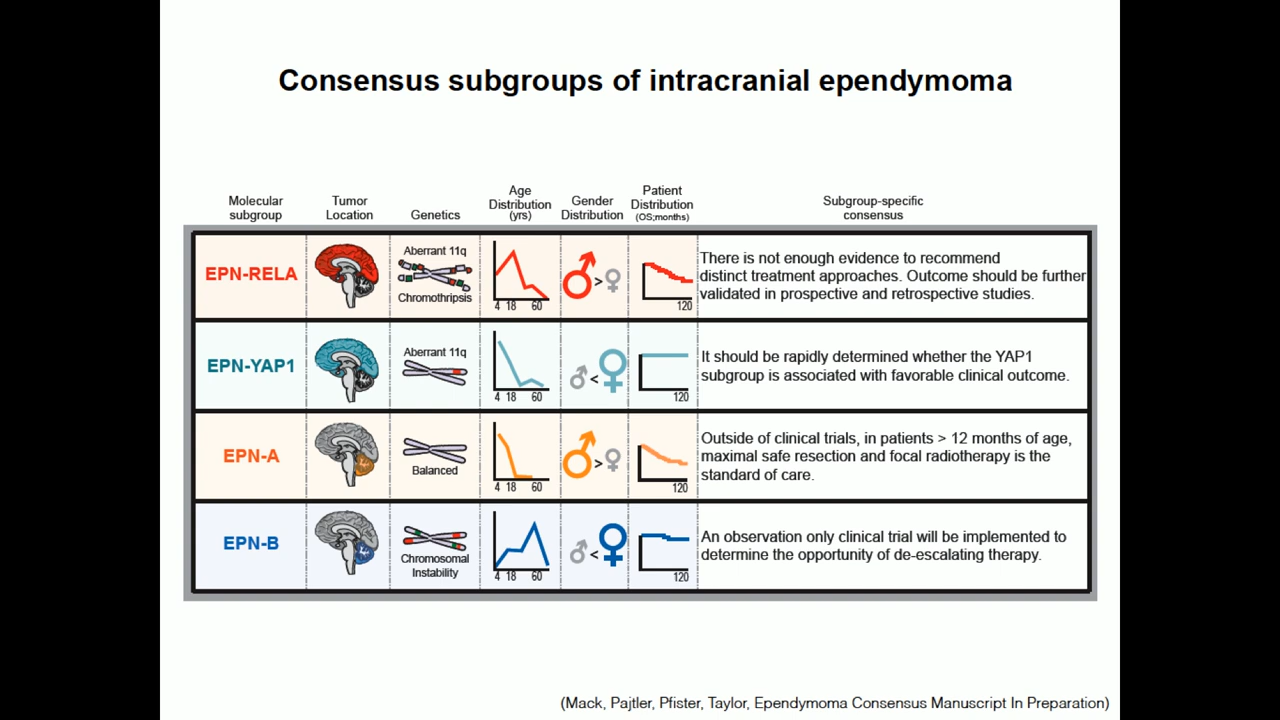 Consensus subgroups of intracranial ependymoma
Molecular
subgroup
Tumor
Location
Genetics
Age
Distribution
(yrs)
Gender
Distribution
Patient
Distribution
(OS;months)
Subgroup-specific
consensus
EPN-RELA
Aberrant 11q
Chromothripsis
4 18 60
>
120
There is not enough evidence to recommend
distinct treatment approaches. Outcome should be further
validated in prospective and retrospective studies.
EPN-YAP1
Aberrant 11q
4 18 60
<
120
It should be rapidly determined whether the YAP1
subgroup is associated with favorable clinical outcome.
EPN-A
Balanced
4 18 60
>
120
Outside of clinical trials, in patients > 12 months of age,
maximal safe resection and focal radiotherapy is the
standard of care.
EPN-B
Chromosomal
Instability
4 18 60
<
120
An observation only clinical trial will be implemented to
determine the opportunity of de-escalating therapy.
(Mack, Pajtler, Pfister, Taylor, Ependymoma Consensus Manuscript In Preparation)